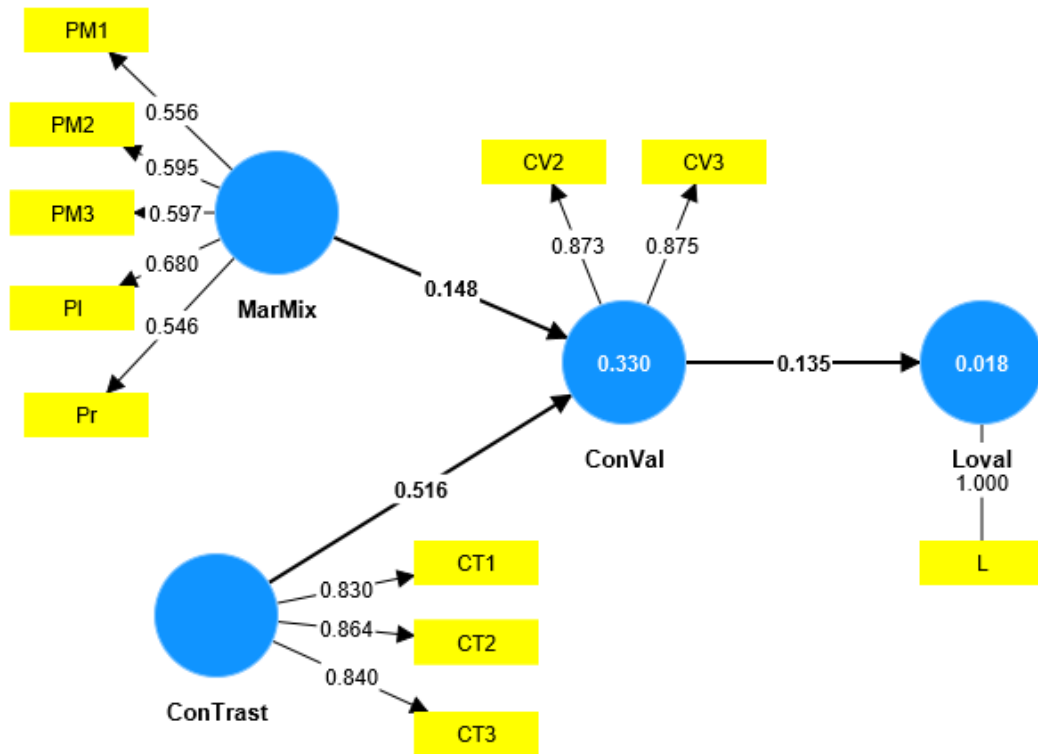 PM1
0.556
PM2
0.595
PM3
0.597
PI
0.680
Pr
0.546
MarMix
0.148
CV2
CV3
0.873
0.875
0.330
ConVal
0.135
0.018
Loval
1.000
L
0.516
ConTrast
CT1
0.830
CT2
0.864
CT3
0.840